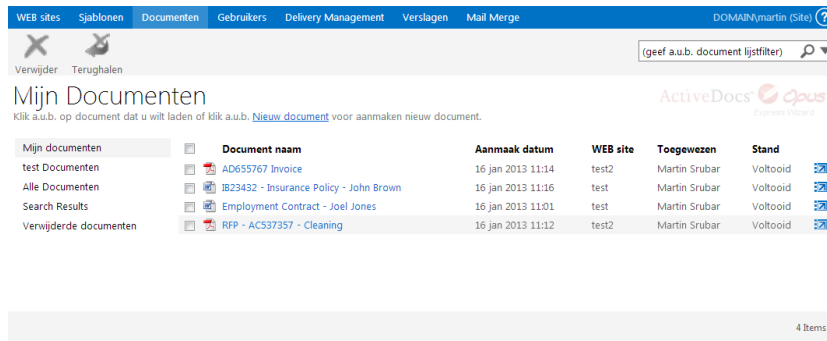 WEB sites Sjablonen Documenten Gebruikers Delivery Management Verslagen Mail Merge DOMAIN\martin (Site) ?
Verwijder Terughalen
(geef a.u.b. document lijstfilter)
Mijn Documenten
ActiveDocs Opus
Express Wizard
Klik a.u.b. op document dat u wilt laden of klik a.u.b. Nieuw document voor aanmaken nieuw document.
Mijn documenten
test Documenten
Alle Documenten
Search Results
Verwijderde documenten
Document naam Aanmaak datum WEB site Toegewezen Stand
AD655767 Invoice 16 jan 2013 11:14 test2 Martin Srubar Voltooid
IB23432 - Insurance Policy - John Brown 16 jan 2013 11:16 test Martin Srubar Voltooid
Employment Contract - Joel Jones 16 jan 2013 11:01 test Martin Srubar Voltooid
RFP - AC537357 - Cleaning 16 jan 2013 11:12 test2 Martin Srubar Voltooid
4 Items